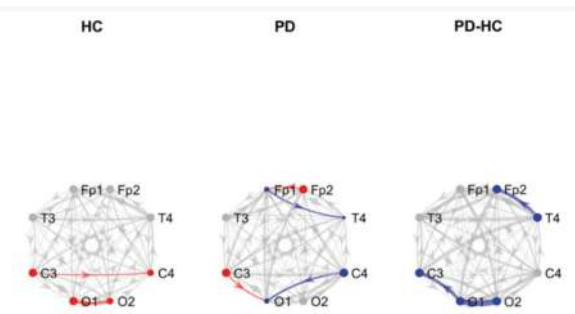 HC PD PD-HC
Fp1 Fp2 Fp1 Fp2 Fp1 Fp2
T3 T4 T3 T4 T3 T4
C3 C4 C3 C4 C3 C4
O1 O2 O1 O2 O1 O2